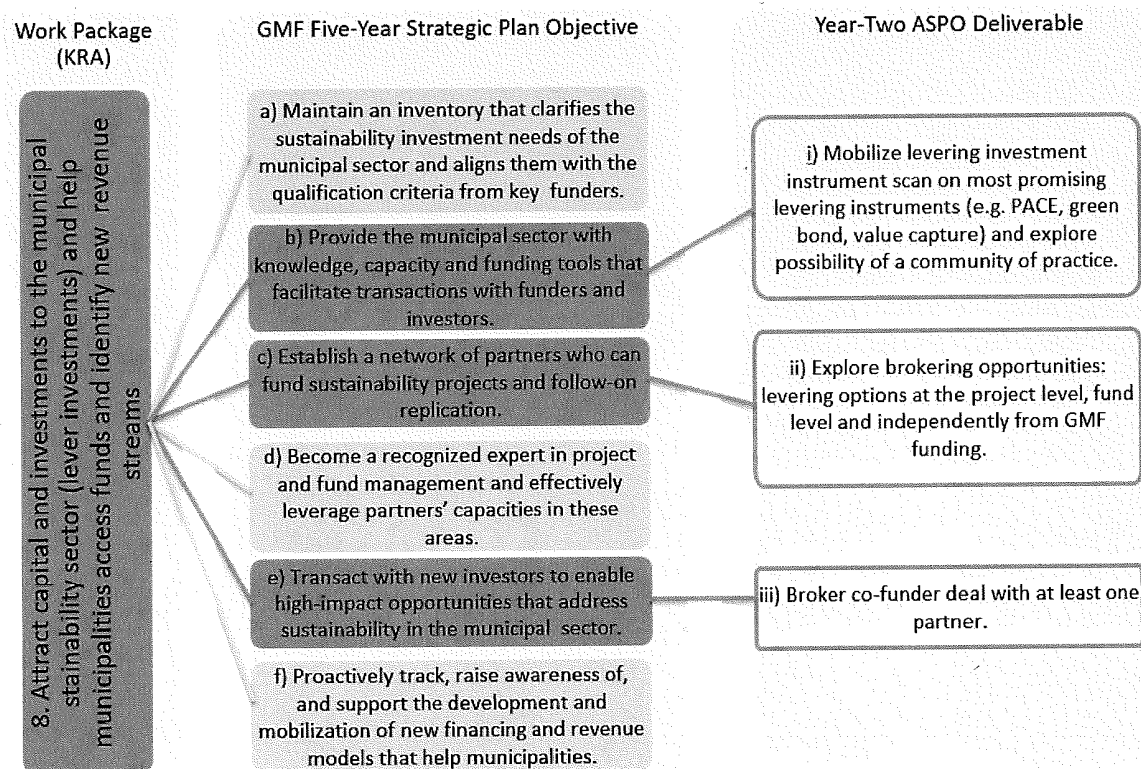 Work Package
(KRA)
GMF Five-Year Strategic Plan Objective
Year-Two ASPO Deliverable
8. Attract capital and investments to the municipal
stainability sector (lever investments) and help
municipalities access funds and identify new revenue
streams
a) Maintain an inventory that clarifies the
sustainability investment needs of the
municipal sector and aligns them with the
qualification criteria from key funders.
b) Provide the municipal sector with
knowledge, capacity and funding tools that
facilitate transactions with funders and
investors.
c) Establish a network of partners who can
fund sustainability projects and follow-on
replication.
d) Become a recognized expert in project
and fund management and effectively
leverage partners' capacities in these
areas.
e) Transact with new investors to enable
high-impact opportunities that address
sustainability in the municipal sector.
f) Proactively track, raise awareness of,
and support the development and
mobilization of new financing and revenue
models that help municipalities.
i) Mobilize levering investment
instrument scan on most promising
levering instruments (e.g. PACE, green
bond, value capture) and explore
possibility of a community of practice.
ii) Explore brokering opportunities:
levering options at the project level, fund
level and independently from GMF
funding.
iii) Broker co-funder deal with at least one
partner.